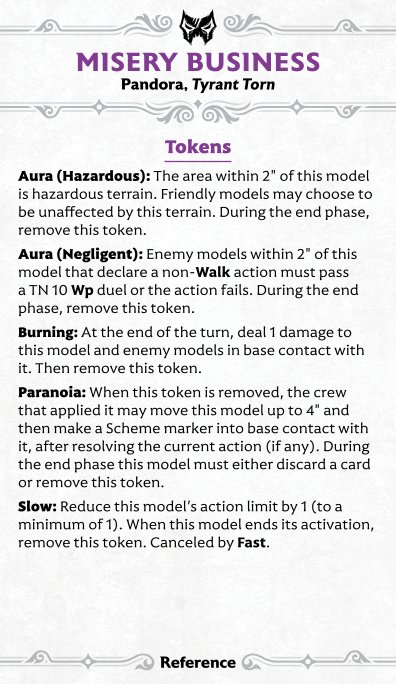 MISERY BUSINESS
Pandora, Tyrant Torn
Tokens
Aura (Hazardous): The area within 2" of this model
is hazardous terrain. Friendly models may choose to
be unaffected by this terrain. During the end phase,
remove this token.
Aura (Negligent): Enemy models within 2" of this
model that declare a non-Walk action must pass
a TN 10 Wp duel or the action fails. During the end
phase, remove this token.
Burning: At the end of the turn, deal 1 damage to
this model and enemy models in base contact with
it. Then remove this token.
Paranoia: When this token is removed, the crew
that applied it may move this model up to 4" and
then make a Scheme marker into base contact with
it, after resolving the current action (if any). During
the end phase this model must either discard a card
or remove this token.
Slow: Reduce this model's action limit by 1 (to a
minimum of 1). When this model ends its activation,
remove this token. Canceled by Fast.
Reference